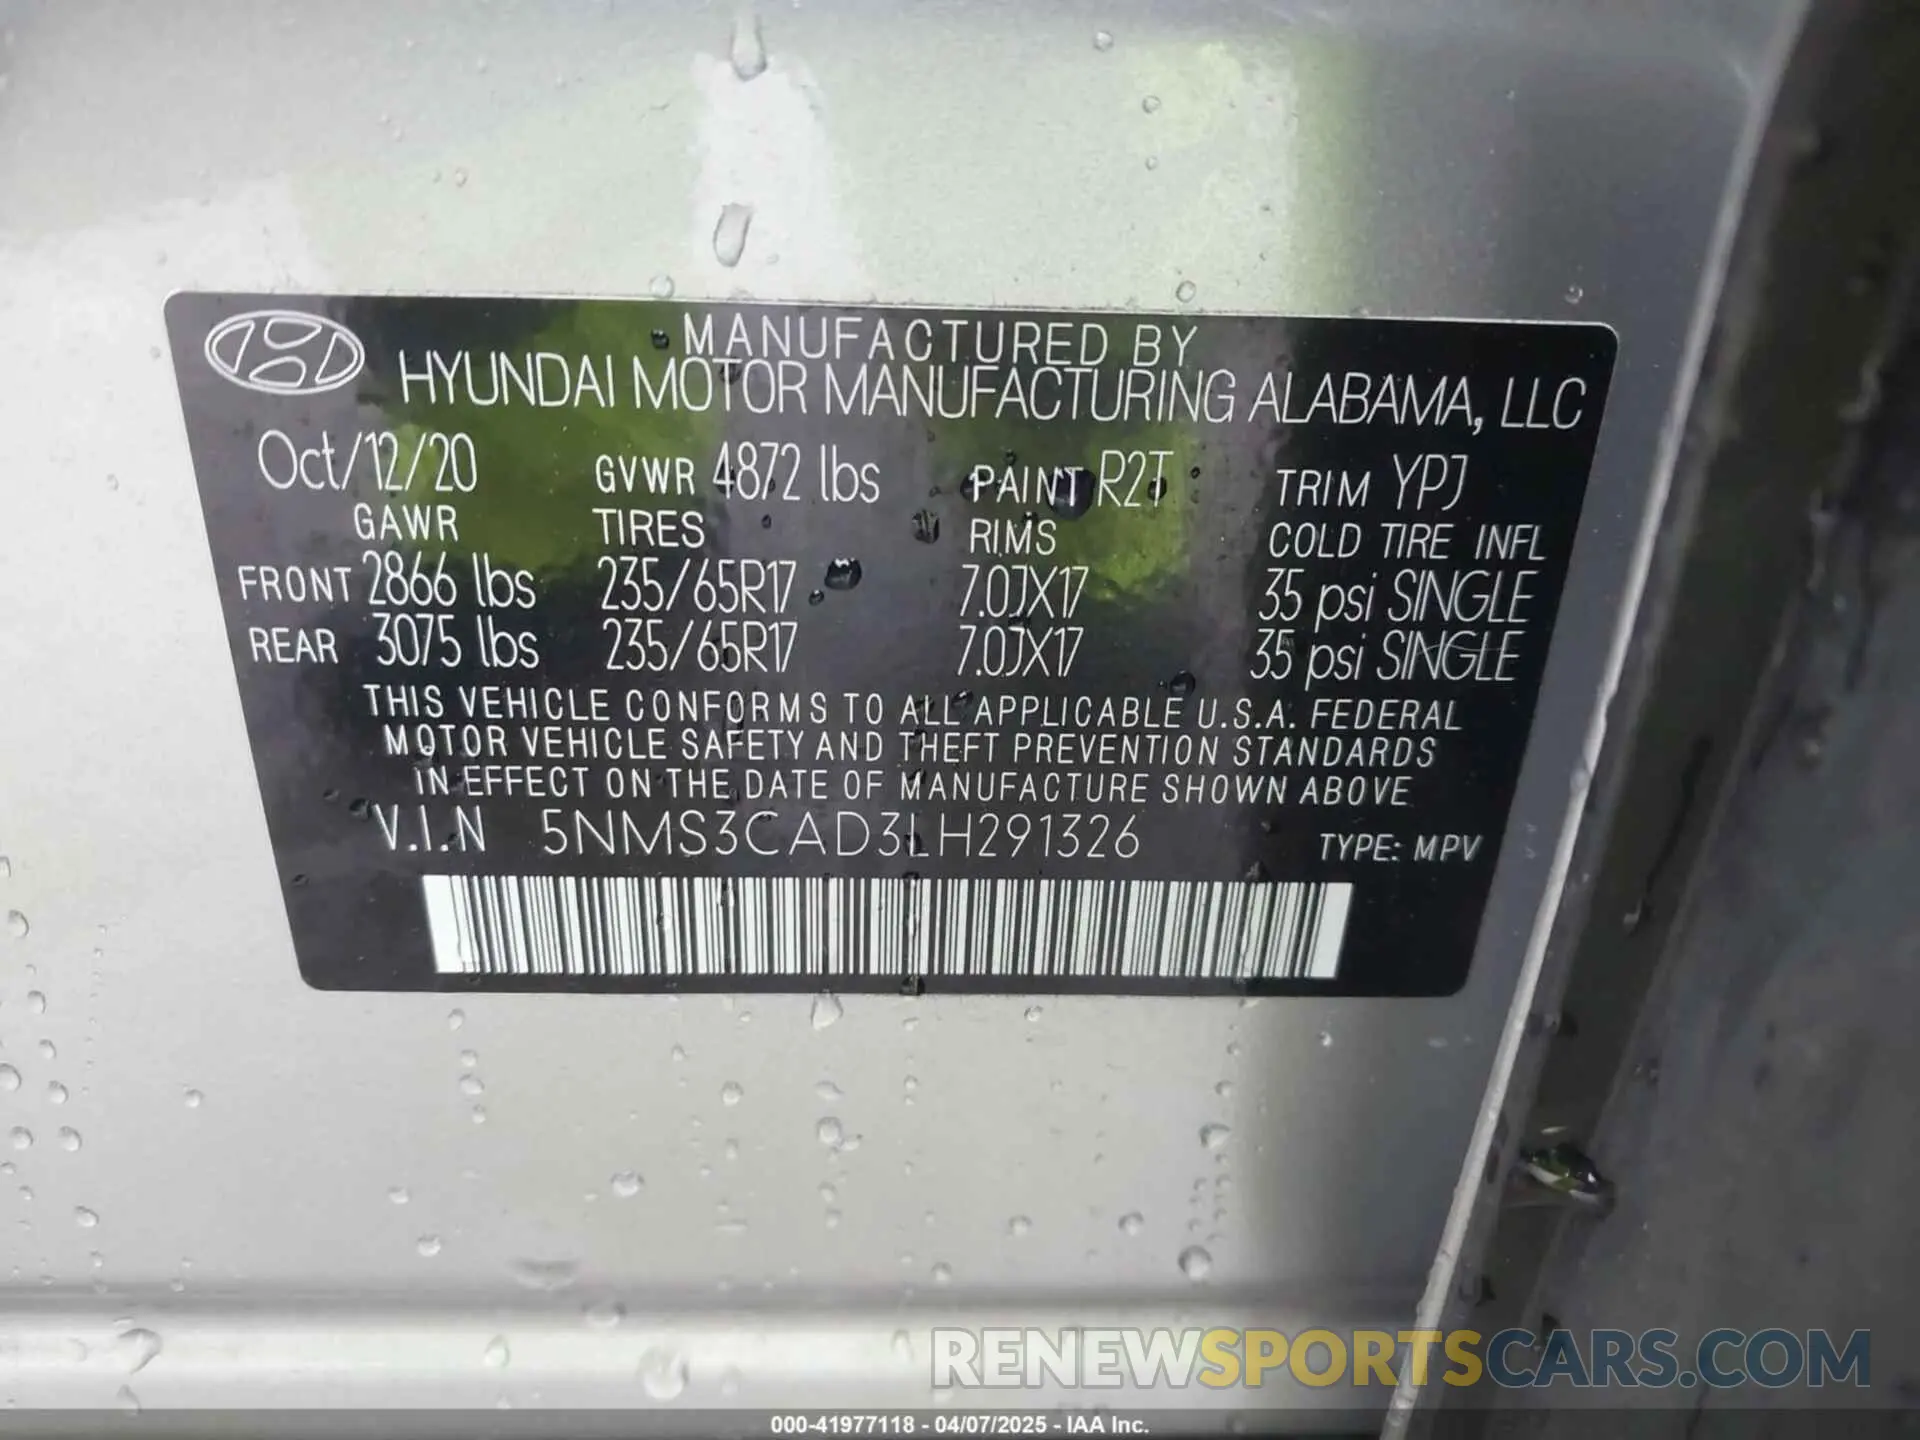 MANUFACTURED BY
HYUNDAI MOTOR MANUFACTURING ALABAMA, LLC
Oct/12/20 GVWR 4872 lbs PAINT R2T TRIM YPJ
GAWR TIRES RIMS COLD TIRE INFL
FRONT 2866 lbs 235/65R17 7.0JX17 35 psi SINGLE
REAR 3075 lbs 235/65R17 7.0JX17 35 psi SINGLE
THIS VEHICLE CONFORMS TO ALL APPLICABLE U.S.A. FEDERAL
MOTOR VEHICLE SAFETY AND THEFT PREVENTION STANDARDS
IN EFFECT ON THE DATE OF MANUFACTURE SHOWN ABOVE
V.I.N 5NMS3CAD3LH291326 TYPE: MPV
RENEWSPORTSCARS.COM
000-41977118 - 04/07/2025 - IAA Inc.